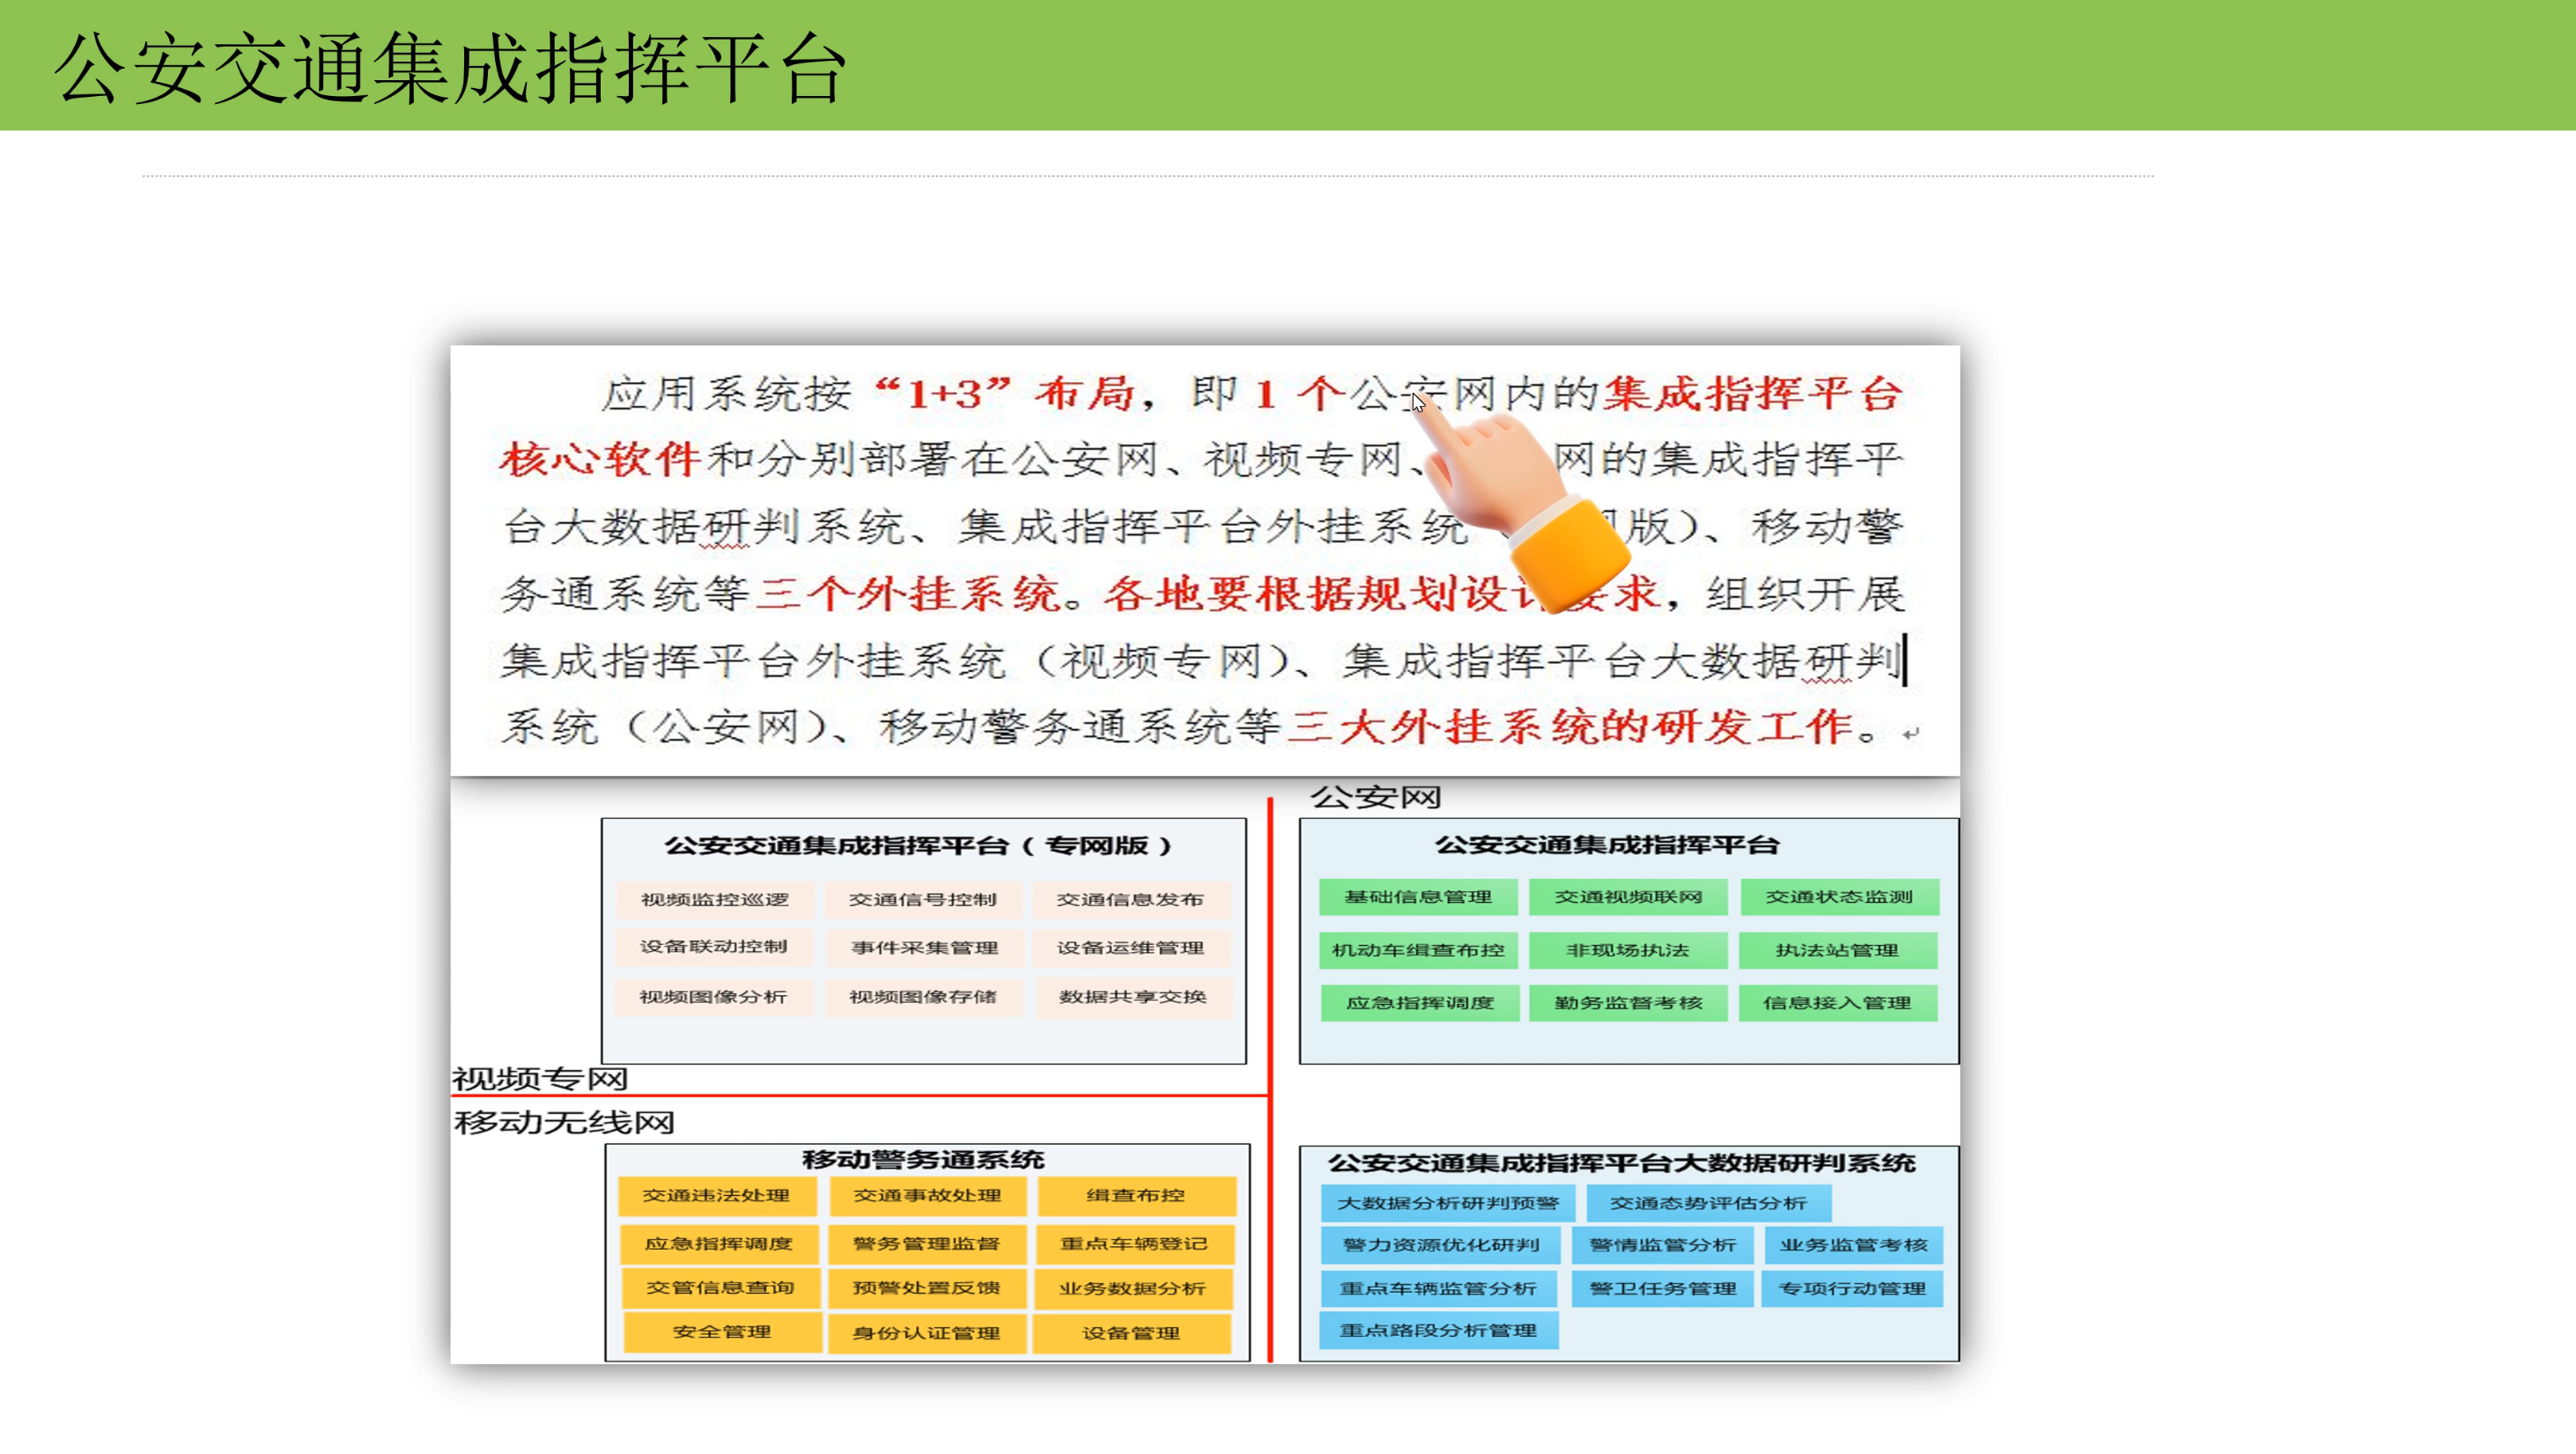 公安交通集成指挥平台
应用系统按“1+3”布局，即1个公安网内的集成指挥平台
核心软件和分别部署在公安网、视频专网、网的集成指挥平
台大数据研判系统、集成指挥平台外挂系统版）、移动警
务通系统等三个外挂系统。各地要根据规划设计要求，组织开展
集成指挥平台外挂系统（视频专网）、集成指挥平台大数据研判
系统（公安网）、移动警务通系统等三大外挂系统的研发工作。
公安网
公安交通集成指挥平台（专网版）
视频监控巡逻 交通信号控制 交通信息发布
设备联动控制 事件采集管理 设备运维管理
视频图像分析 视频图像存储 数据共享交换
公安交通集成指挥平台
基础信息管理 交通视频联网 交通状态监测
机动车缉查布控 非现场执法 执法站管理
应急指挥调度 勤务监督考核 信息接入管理
视频专网
移动无线网
移动警务通系统
交通违法处理 交通事故处理 缉查布控
应急指挥调度 警务管理监督 重点车辆登记
交管信息查询 预警处置反馈 业务数据分析
安全管理 身份认证管理 设备管理
公安交通集成指挥平台大数据研判系统
大数据分析研判预警 交通态势评估分析
警力资源优化研判 警情监管分析 业务监管考核
重点车辆监管分析 警卫任务管理 专项行动管理
重点路段分析管理